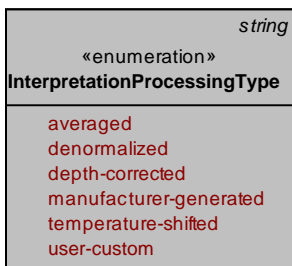 string
«enumeration»
InterpretationProcessingType
averaged
denormalized
depth-corrected
manufacturer-generated
temperature-shifted
user-custom